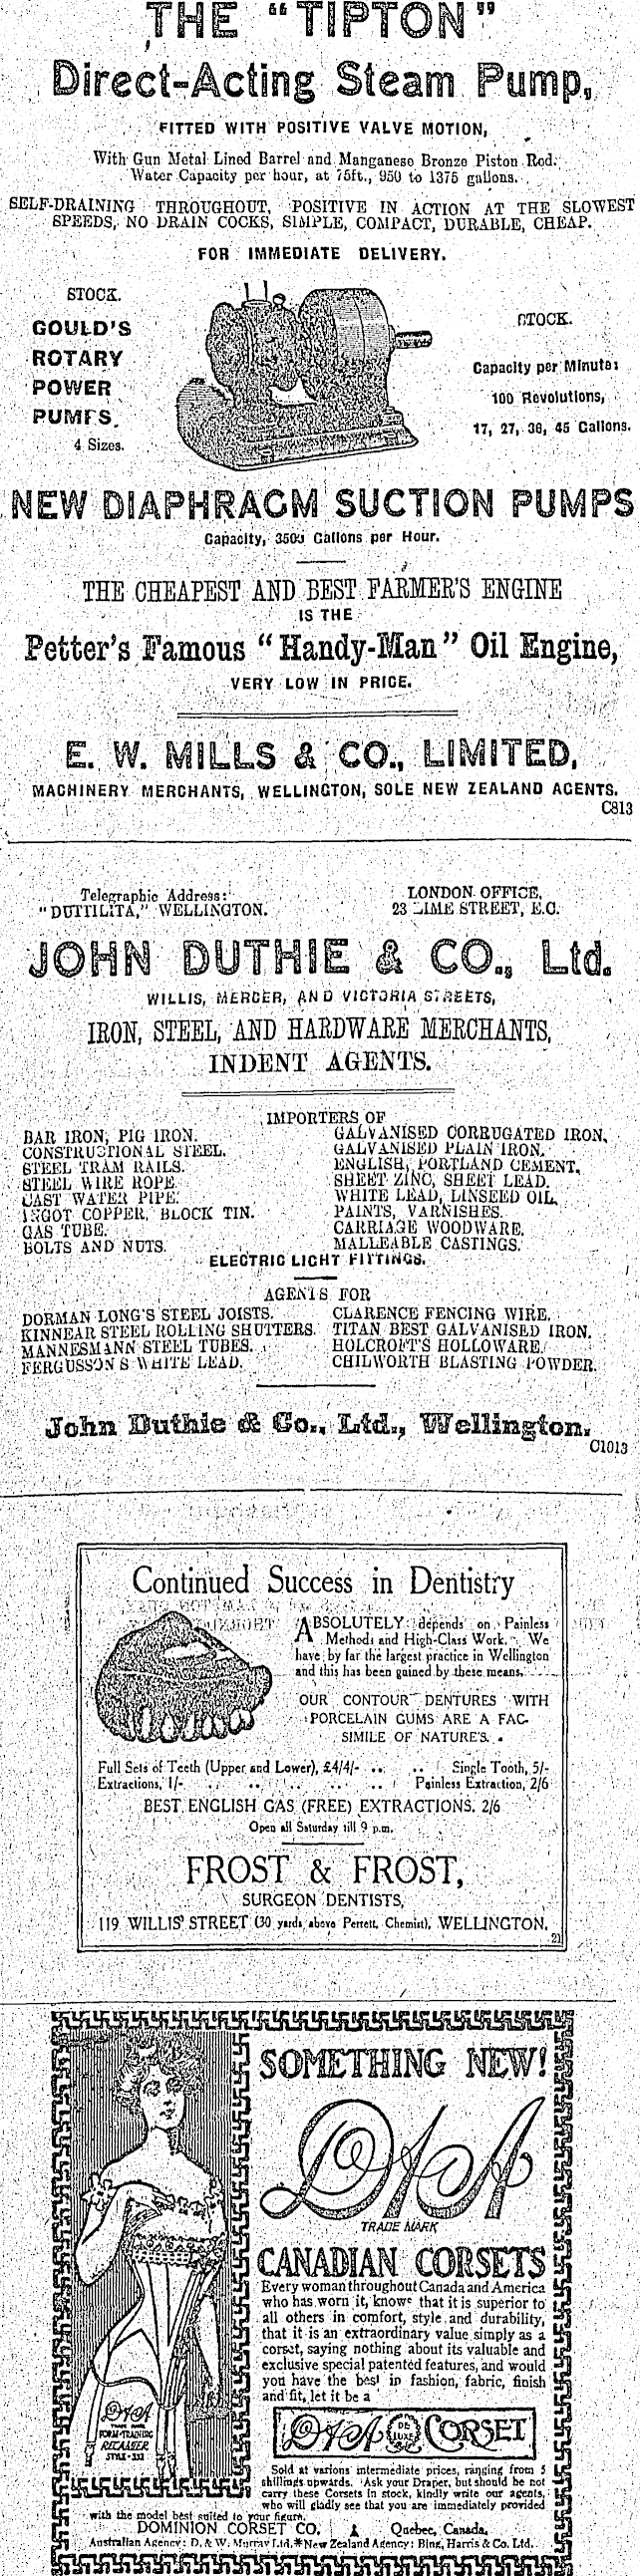 THE "TIPTON"
Direct-Acting Steam Pump,
FITTED WITH POSITIVE VALVE MOTION,
With Gun Metal Lined Barrel and Manganese Bronze Piston Rod.
Water Capacity per hour, at 75ft., 950 to 1375 gallons.
SELF-DRAINING THROUGHOUT, POSITIVE IN ACTION AT THE SLOWEST
SPEEDS, NO DRAIN COCKS, SIMPLE, COMPACT, DURABLE, CHEAP.
FOR IMMEDIATE DELIVERY.
STOCK.
GOULD'S
ROTARY
POWER
PUMPS.
4 Sizes.
STOCK.
Capacity per Minute:
100 Revolutions,
17, 27, 36, 45 Gallons.
NEW DIAPHRAGM SUCTION PUMPS
Capacity, 3500 Gallons per Hour.
THE CHEAPEST AND BEST FARMER'S ENGINE
IS THE
Petter's Famous "Handy-Man" Oil Engine,
VERY LOW IN PRICE.
E. W. MILLS & CO., LIMITED,
MACHINERY MERCHANTS, WELLINGTON, SOLE NEW ZEALAND AGENTS.
C813
Telegraphic Address:
"DUTTILITA," WELLINGTON.
LONDON OFFICE,
23 LIME STREET, E.C.
JOHN DUTHIE & CO., Ltd.
WILLIS, MERCER, AND VICTORIA STREETS,
IRON, STEEL, AND HARDWARE MERCHANTS,
INDENT AGENTS.
IMPORTERS OF
BAR IRON, PIG IRON.
CONSTRUCTIONAL STEEL.
STEEL TRAM RAILS.
STEEL WIRE ROPE
CAST WATER PIPE.
INGOT COPPER, BLOCK TIN.
GAS TUBE.
BOLTS AND NUTS.
GALVANISED CORRUGATED IRON,
GALVANISED PLAIN IRON.
ENGLISH PORTLAND CEMENT.
SHEET ZINC, SHEET LEAD.
WHITE LEAD, LINSEED OIL,
PAINTS, VARNISHES.
CARRIAGE WOODWARE.
MALLEABLE CASTINGS.
ELECTRIC LIGHT FITTINGS.
AGENTS FOR
DORMAN LONG'S STEEL JOISTS.
KINNEAR STEEL ROLLING SHUTTERS.
MANNESMANN STEEL TUBES.
FERGUSSON'S WHITE LEAD.
CLARENCE FENCING WIRE.
TITAN BEST GALVANISED IRON.
HOLCROFT'S HOLLOWARE.
CHILWORTH BLASTING POWDER.
John Duthie & Co., Ltd., Wellington.
C1013
Continued Success in Dentistry
ABSOLUTELY depends on Painless
Methods and High-Class Work. We
have by far the largest practice in Wellington
and this has been gained by these means.
OUR CONTOUR DENTURES WITH
PORCELAIN GUMS ARE A FAC-
SIMILE OF NATURE'S.
Full Sets of Teeth (Upper and Lower), £4/4/- .. .. Single Tooth, 5/-
Extractions, 1/- .. .. .. .. .. Painless Extraction, 2/6
BEST ENGLISH GAS (FREE) EXTRACTIONS. 2/6
Open all Saturday till 9 p.m.
FROST & FROST,
SURGEON DENTISTS,
119 WILLIS' STREET (30 yards above Perrett, Chemist), WELLINGTON.
21
SOMETHING NEW!
D&A
TRADE MARK
CANADIAN CORSETS
Every woman throughout Canada and America
who has worn it, knows that it is superior to
all others in comfort, style and durability,
that it is an extraordinary value simply as a
corset, saying nothing about its valuable and
exclusive special patented features, and would
you have the best in fashion, fabric, finish
and fit, let it be a
D&A DE LUXE CORSET
D&A
FORM-TRAINING
REDUCER
STYLE - 333
Sold at various intermediate prices, ranging from 5
shillings upwards. Ask your Draper, but should he not
carry these Corsets in stock, kindly write our agents,
who will gladly see that you are immediately provided
with the model best suited to your figure.
DOMINION CORSET CO. Quebec, Canada.
Australian Agency: D. & W. Murray Ltd. * New Zealand Agency: Bing, Harris & Co. Ltd.